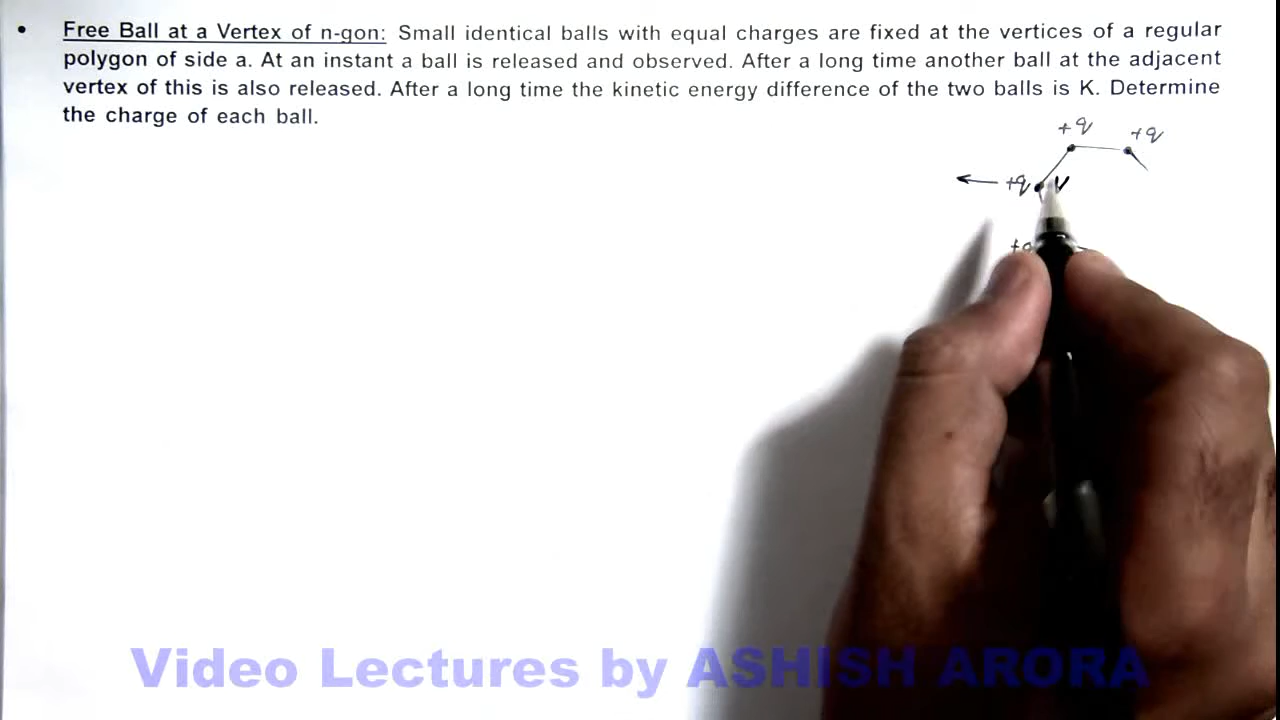 • Free Ball at a Vertex of n-gon: Small identical balls with equal charges are fixed at the vertices of a regular
polygon of side a. At an instant a ball is released and observed. After a long time another ball at the adjacent
vertex of this is also released. After a long time the kinetic energy difference of the two balls is K. Determine
the charge of each ball.
+q +q
+q
Video Lectures by ASHISH ARORA